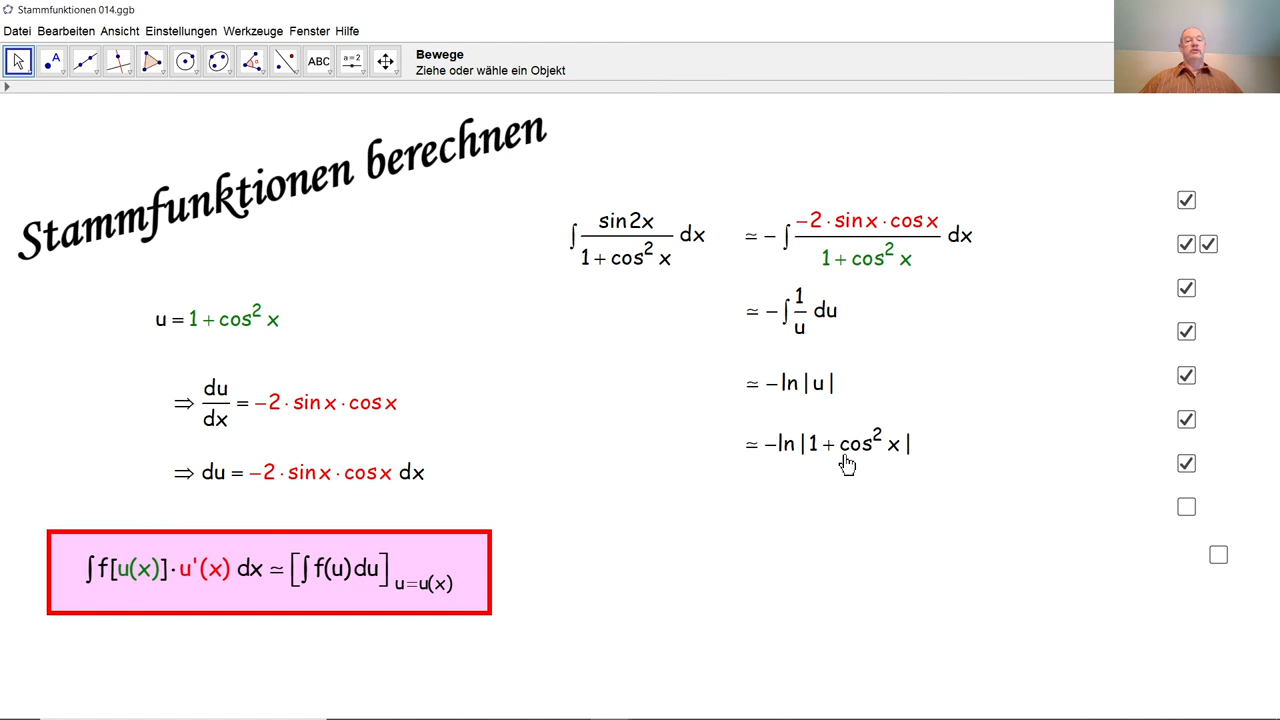 Stammfunktionen 014.ggb
Datei Bearbeiten Ansicht Einstellungen Werkzeuge Fenster Hilfe
A ABC a=2
Bewege
Ziehe oder wähle ein Objekt
Stammfunktionen berechnen
∫ sin2x / (1 + cos² x) dx ≃ − ∫ (−2 · sin x · cos x) / (1 + cos² x) dx
≃ − ∫ 1/u du
u = 1 + cos² x
≃ −ln | u |
⇒ du/dx = −2 · sin x · cos x
≃ −ln | 1 + cos² x |
⇒ du = −2 · sin x · cos x dx
∫ f[u(x)] · u'(x) dx ≃ [∫ f(u) du] u=u(x)